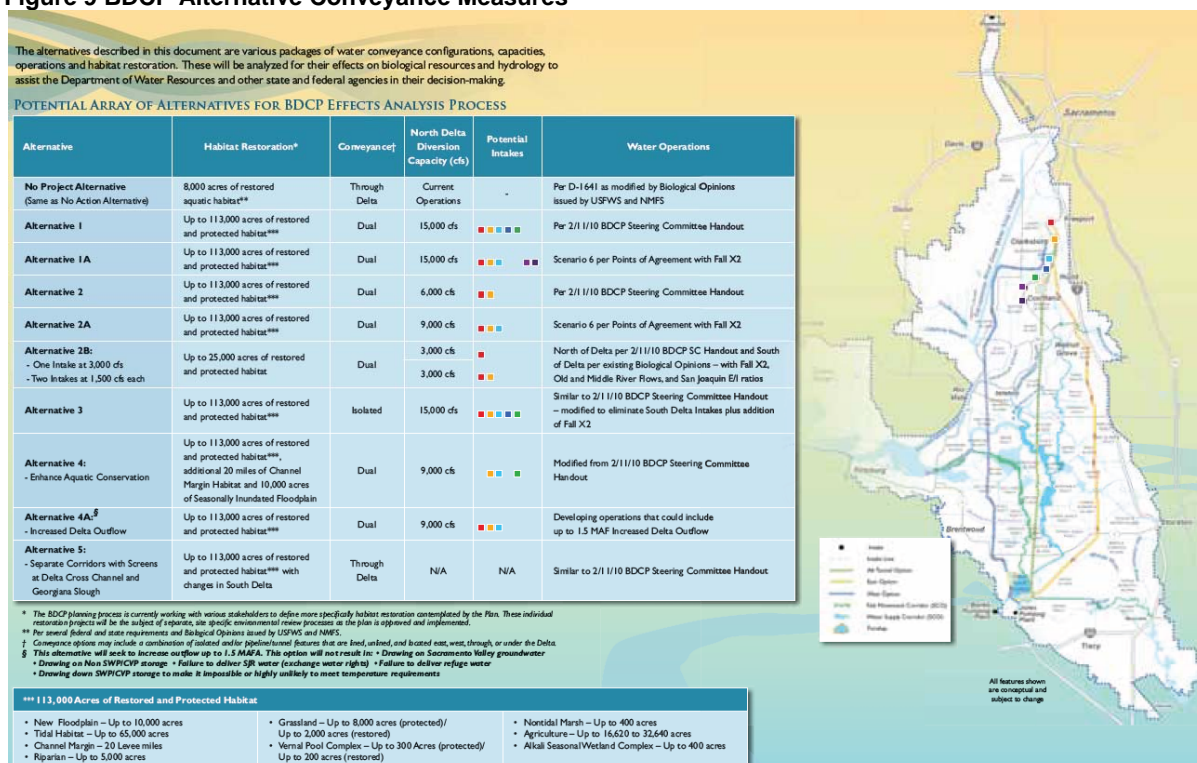 Figure 9 BDCP Alternative Conveyance Measures
The alternatives described in this document are various packages of water conveyance configurations, capacities,
operations and habitat restoration. These will be analyzed for their effects on biological resources and hydrology to
assist the Department of Water Resources and other state and federal agencies in their decision-making.
POTENTIAL ARRAY OF ALTERNATIVES FOR BDCP EFFECTS ANALYSIS PROCESS
Alternative
Habitat Restoration*
Conveyance†
North Delta
Diversion
Capacity (cfs)
Potential
Intakes
Water Operations
No Project Alternative
(Same as No Action Alternative)
8,000 acres of restored
aquatic habitat**
Through
Delta
Current
Operations
-
Per D-1641 as modified by Biological Opinions
issued by USFWS and NMFS
Alternative 1
Up to 113,000 acres of restored
and protected habitat***
Dual
15,000 cfs
Per 2/11/10 BDCP Steering Committee Handout
Alternative 1A
Up to 113,000 acres of restored
and protected habitat***
Dual
15,000 cfs
Scenario 6 per Points of Agreement with Fall X2
Alternative 2
Up to 113,000 acres of restored
and protected habitat***
Dual
6,000 cfs
Per 2/11/10 BDCP Steering Committee Handout
Alternative 2A
Up to 113,000 acres of restored
and protected habitat***
Dual
9,000 cfs
Scenario 6 per Points of Agreement with Fall X2
Alternative 2B:
- One Intake at 3,000 cfs
- Two Intakes at 1,500 cfs each
Up to 25,000 acres of restored
and protected habitat
Dual
3,000 cfs
3,000 cfs
North of Delta per 2/11/10 BDCP SC Handout and South
of Delta per existing Biological Opinions – with Fall X2,
Old and Middle River Flows, and San Joaquin E/I ratios
Alternative 3
Up to 113,000 acres of restored
and protected habitat***
Isolated
15,000 cfs
Similar to 2/11/10 BDCP Steering Committee Handout
– modified to eliminate South Delta Intakes plus addition
of Fall X2
Alternative 4:
- Enhance Aquatic Conservation
Up to 113,000 acres of restored
and protected habitat***,
additional 20 miles of Channel
Margin Habitat and 10,000 acres
of Seasonally Inundated Floodplain
Dual
9,000 cfs
Modified from 2/11/10 BDCP Steering Committee
Handout
Alternative 4A:§
- Increased Delta Outflow
Up to 113,000 acres of restored
and protected habitat***
Dual
9,000 cfs
Developing operations that could include
up to 1.5 MAF Increased Delta Outflow
Alternative 5:
- Separate Corridors with Screens
at Delta Cross Channel and
Georgiana Slough
Up to 113,000 acres of restored
and protected habitat*** with
changes in South Delta
Through
Delta
N/A
N/A
Similar to 2/11/10 BDCP Steering Committee Handout
* The BDCP planning process is currently working with various stakeholders to define more specifically habitat restoration contemplated by the Plan. These individual
restoration projects will be the subject of separate, site specific environmental review processes as the plan is approved and implemented.
** Per several federal and state requirements and Biological Opinions issued by USFWS and NMFS.
† Conveyance options may include a combination of isolated and/or pipeline/tunnel features that are lined, unlined, and located east, west, through, or under the Delta.
§ This alternative will seek to increase outflow up to 1.5 MAFA. This option will not result in: • Drawing on Sacramento Valley groundwater
• Drawing on Non SWP/CVP storage • Failure to deliver SJR water (exchange water rights) • Failure to deliver refuge water
• Drawing down SWP/CVP storage to make it impossible or highly unlikely to meet temperature requirements
*** 113,000 Acres of Restored and Protected Habitat
• New Floodplain – Up to 10,000 acres
• Tidal Habitat – Up to 65,000 acres
• Channel Margin – 20 Levee miles
• Riparian – Up to 5,000 acres
• Grassland – Up to 8,000 acres (protected)/
Up to 2,000 acres (restored)
• Vernal Pool Complex – Up to 300 Acres (protected)/
Up to 200 acres (restored)
• Nontidal Marsh – Up to 400 acres
• Agriculture – Up to 16,620 to 32,640 acres
• Alkali Seasonal Wetland Complex – Up to 400 acres
Sacramento
Davis
Freeport
Clarksburg
Hood
Courtland
Walnut
Grove
Brentwood
Tracy
All features shown
are conceptual and
subject to change